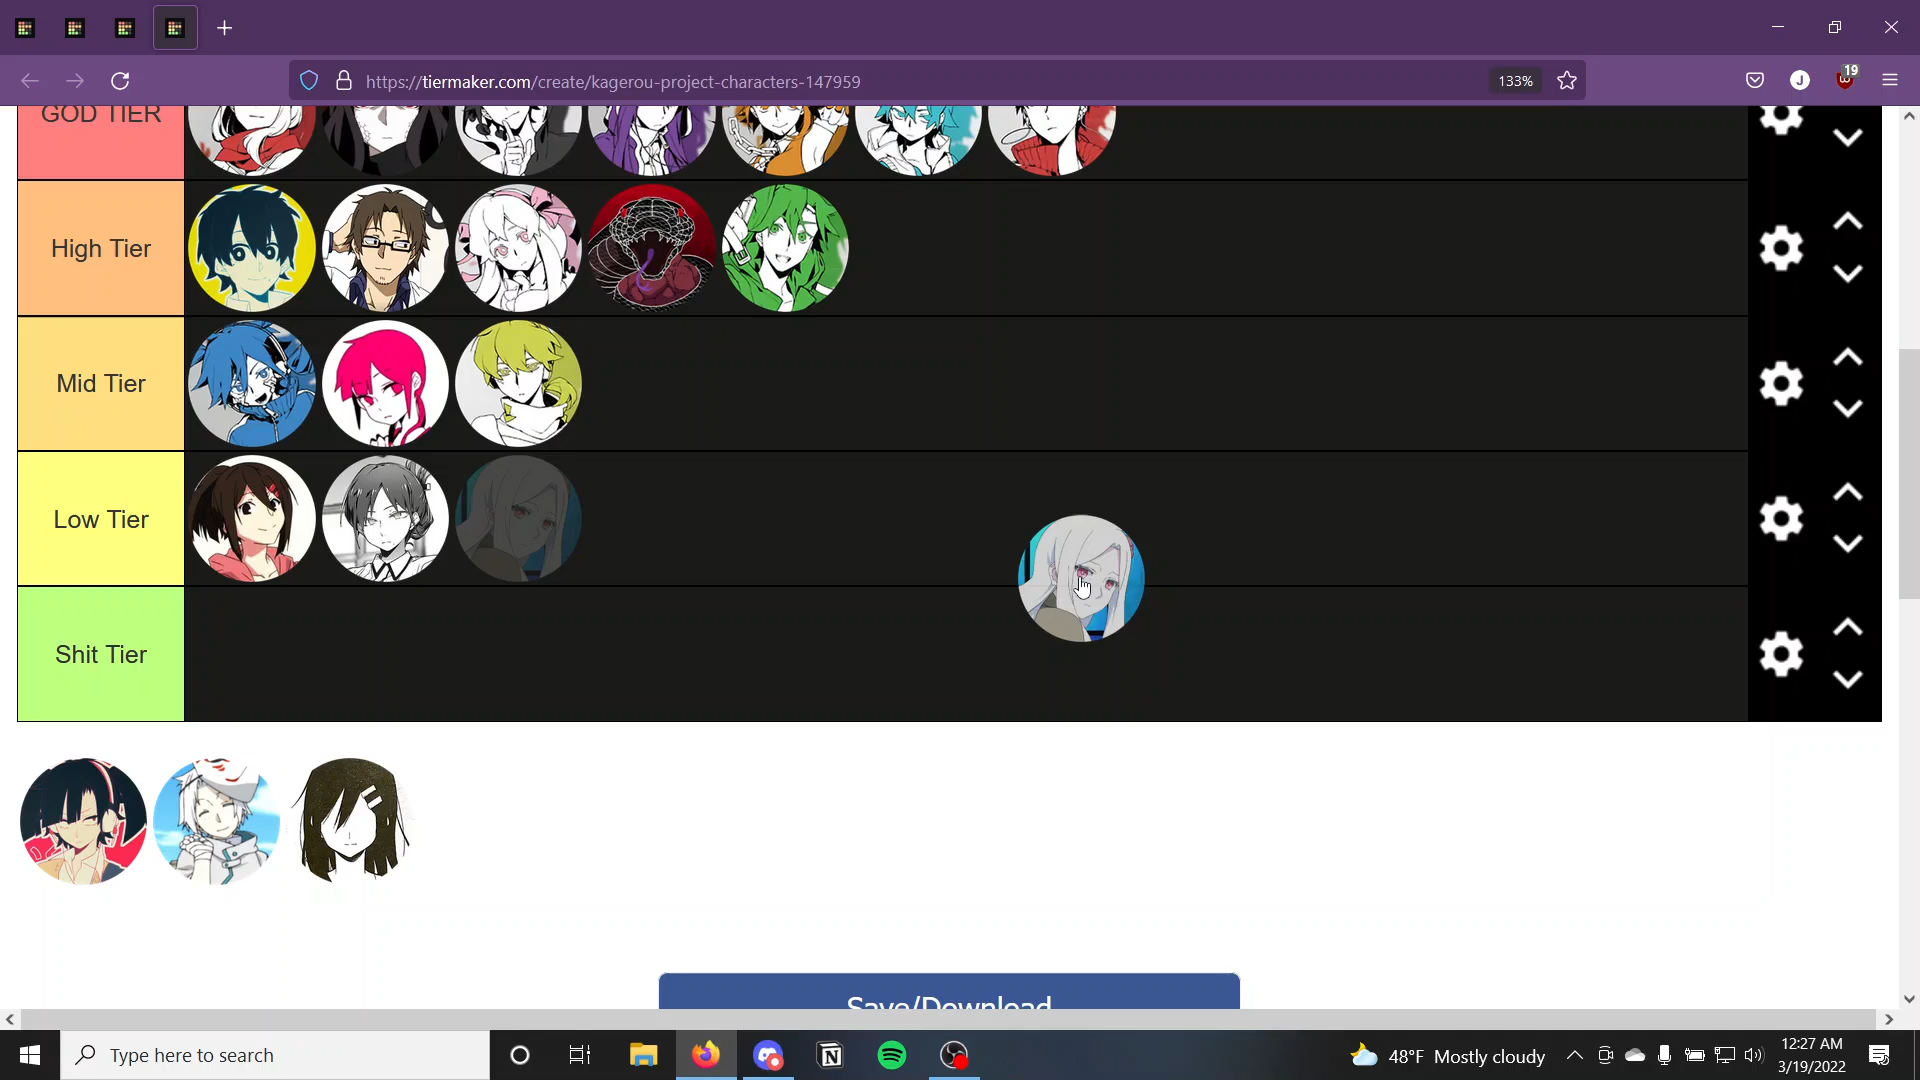 https://tiermaker.com/create/kagerou-project-characters-147959
133%
J
19
GOD TIER
High Tier
Mid Tier
Low Tier
Shit Tier
Save/Download
Type here to search
48°F Mostly cloudy
12:27 AM
3/19/2022